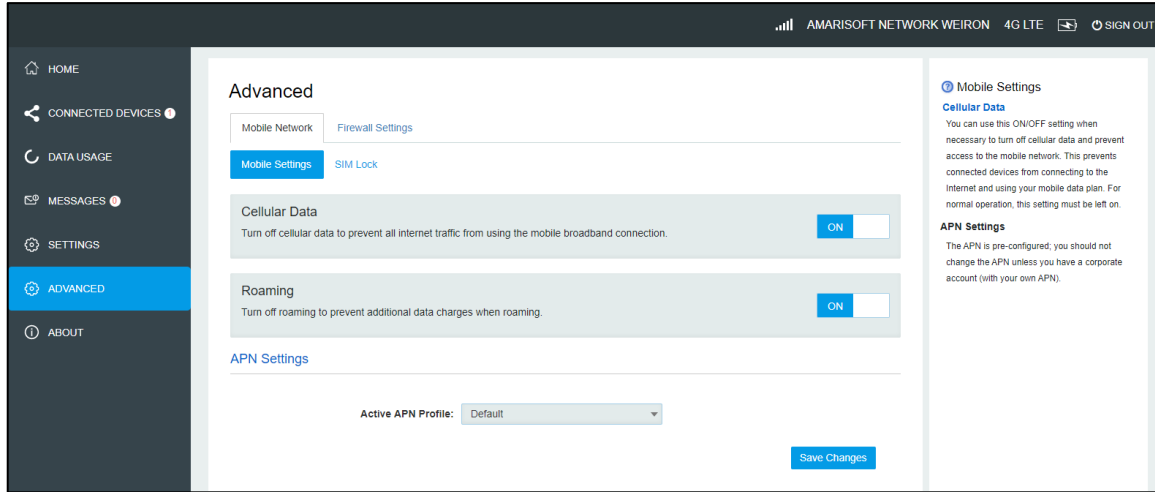 AMARISOFT NETWORK WEIRON 4G LTE SIGN OUT
HOME
CONNECTED DEVICES 1
DATA USAGE
MESSAGES 0
SETTINGS
ADVANCED
ABOUT
Advanced
Mobile Network Firewall Settings
Mobile Settings SIM Lock
Cellular Data
Turn off cellular data to prevent all internet traffic from using the mobile broadband connection.
ON
Roaming
Turn off roaming to prevent additional data charges when roaming.
ON
APN Settings
Active APN Profile: Default
Save Changes
Mobile Settings
Cellular Data
You can use this ON/OFF setting when
necessary to turn off cellular data and prevent
access to the mobile network. This prevents
connected devices from connecting to the
Internet and using your mobile data plan. For
normal operation, this setting must be left on.
APN Settings
The APN is pre-configured; you should not
change the APN unless you have a corporate
account (with your own APN).